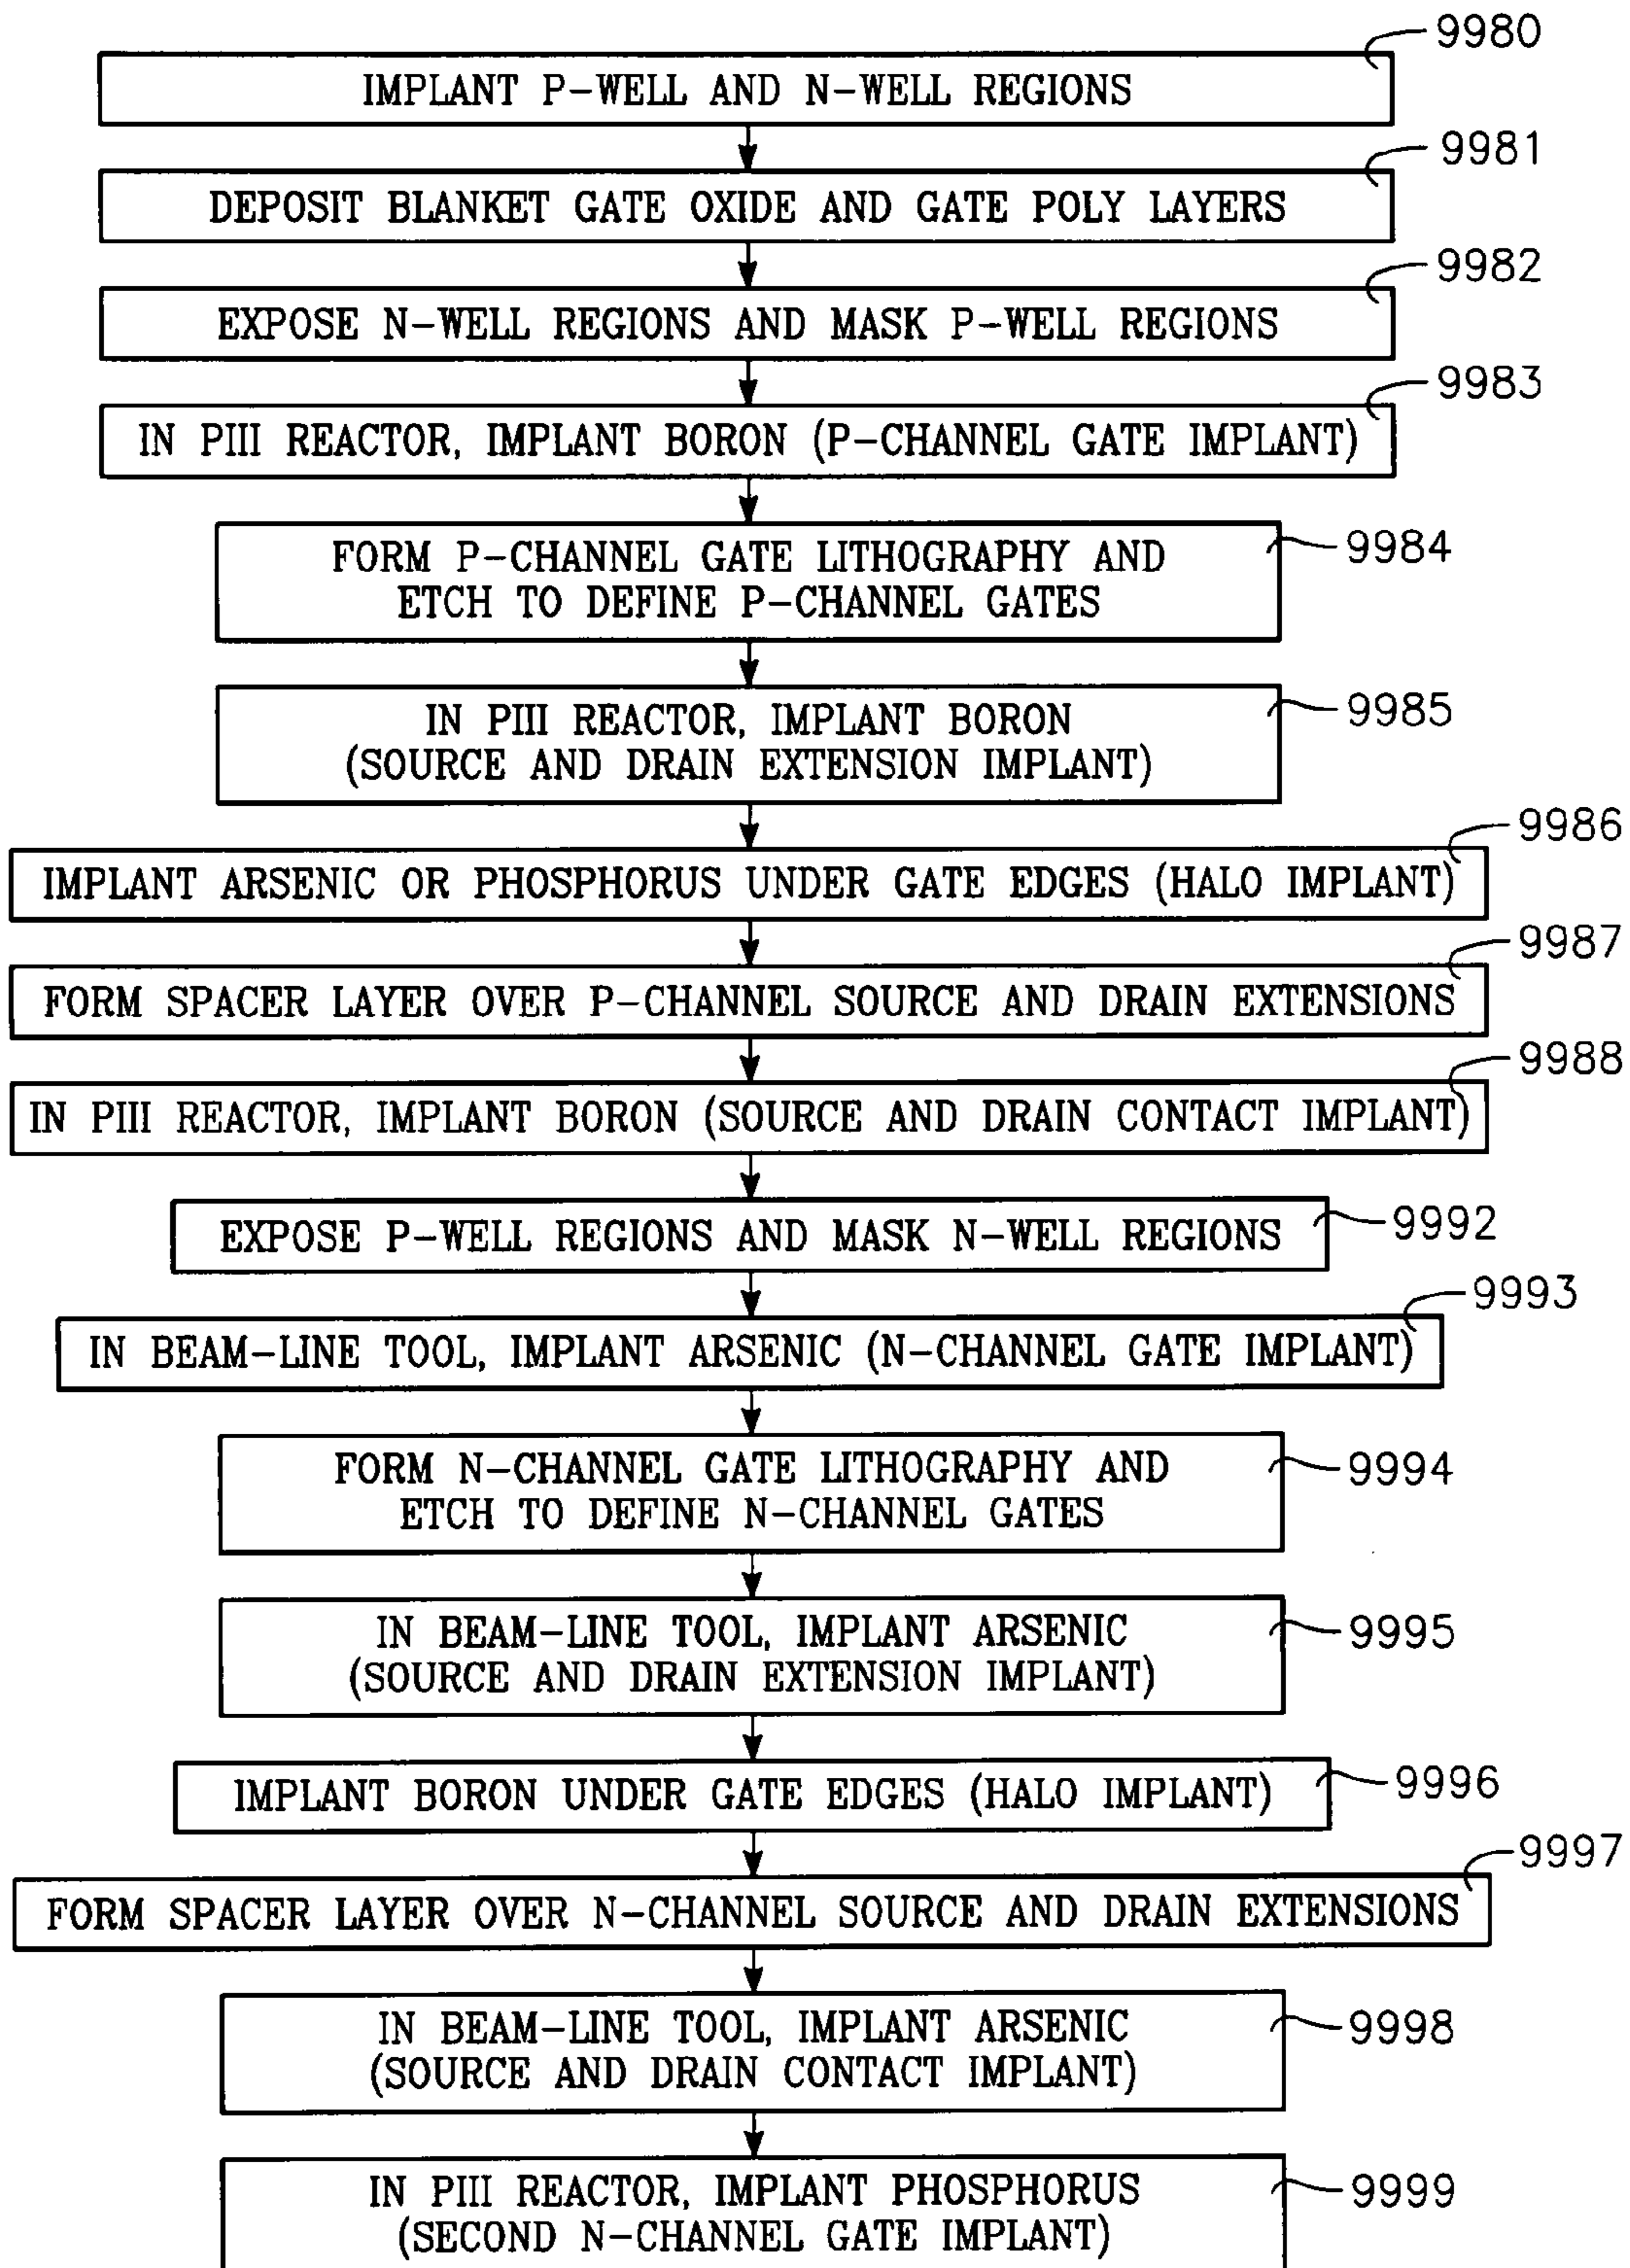 9980
IMPLANT P-WELL AND N-WELL REGIONS
9981
DEPOSIT BLANKET GATE OXIDE AND GATE POLY LAYERS
9982
EXPOSE N-WELL REGIONS AND MASK P-WELL REGIONS
9983
IN PIII REACTOR, IMPLANT BORON (P-CHANNEL GATE IMPLANT)
FORM P-CHANNEL GATE LITHOGRAPHY AND
ETCH TO DEFINE P-CHANNEL GATES
9984
IN PIII REACTOR, IMPLANT BORON
(SOURCE AND DRAIN EXTENSION IMPLANT)
9985
9986
IMPLANT ARSENIC OR PHOSPHORUS UNDER GATE EDGES (HALO IMPLANT)
9987
FORM SPACER LAYER OVER P-CHANNEL SOURCE AND DRAIN EXTENSIONS
9988
IN PIII REACTOR, IMPLANT BORON (SOURCE AND DRAIN CONTACT IMPLANT)
EXPOSE P-WELL REGIONS AND MASK N-WELL REGIONS
9992
9993
IN BEAM-LINE TOOL, IMPLANT ARSENIC (N-CHANNEL GATE IMPLANT)
FORM N-CHANNEL GATE LITHOGRAPHY AND
ETCH TO DEFINE N-CHANNEL GATES
9994
IN BEAM-LINE TOOL, IMPLANT ARSENIC
(SOURCE AND DRAIN EXTENSION IMPLANT)
9995
IMPLANT BORON UNDER GATE EDGES (HALO IMPLANT)
9996
9997
FORM SPACER LAYER OVER N-CHANNEL SOURCE AND DRAIN EXTENSIONS
IN BEAM-LINE TOOL, IMPLANT ARSENIC
(SOURCE AND DRAIN CONTACT IMPLANT)
9998
IN PIII REACTOR, IMPLANT PHOSPHORUS
(SECOND N-CHANNEL GATE IMPLANT)
9999